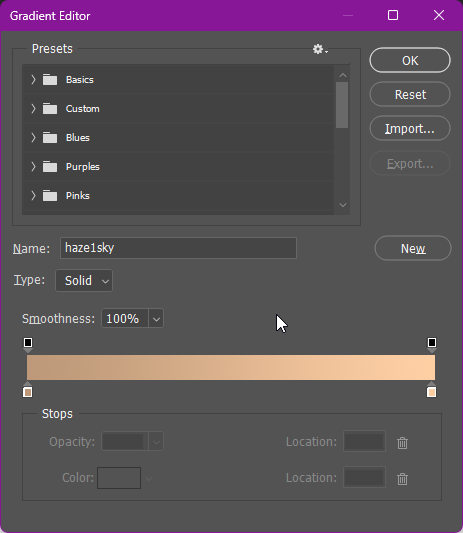 Gradient Editor
Presets
Basics
Custom
Blues
Purples
Pinks
OK
Reset
Import...
Export...
Name: haze1sky
New
Type: Solid
Smoothness: 100%
Stops
Opacity: Location:
Color: Location: